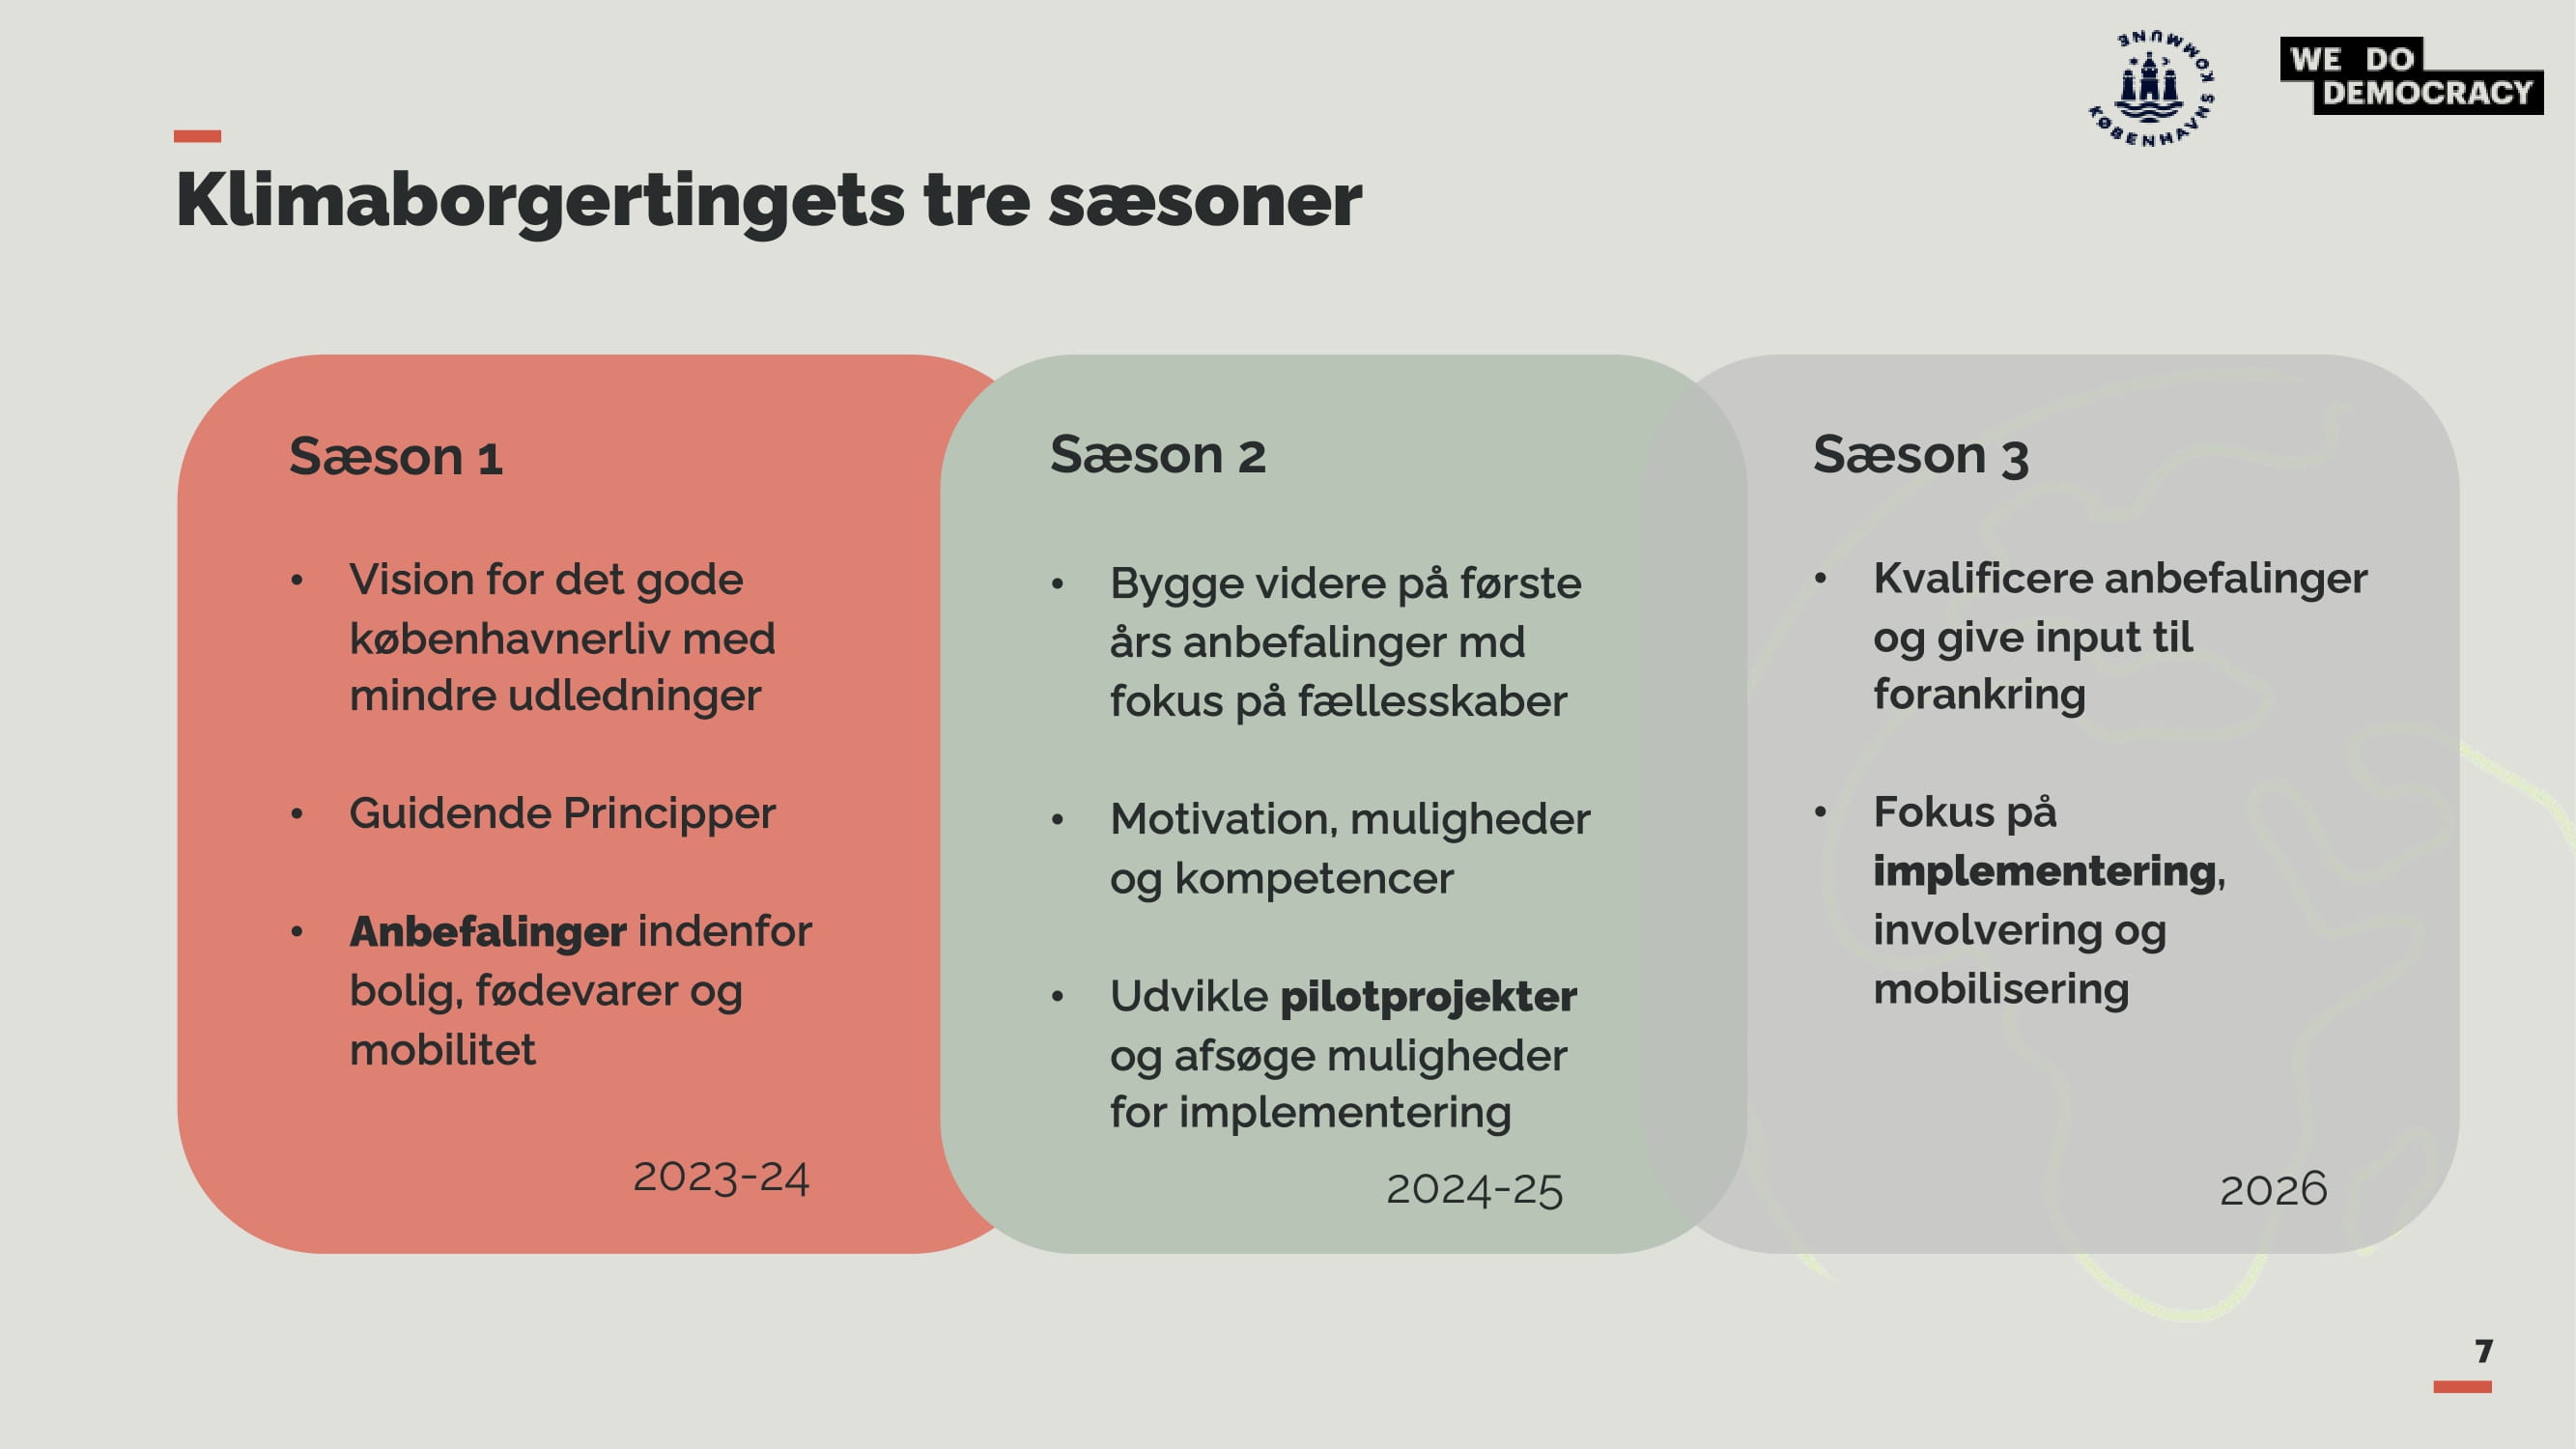 KØBENHAVNS KOMMUNE
WE DO
DEMOCRACY
Klimaborgertingets tre sæsoner
Sæson 1
• Vision for det gode
københavnerliv med
mindre udledninger
• Guidende Principper
• Anbefalinger indenfor
bolig, fødevarer og
mobilitet
2023-24
Sæson 2
• Bygge videre på første
års anbefalinger md
fokus på fællesskaber
• Motivation, muligheder
og kompetencer
• Udvikle pilotprojekter
og afsøge muligheder
for implementering
2024-25
Sæson 3
• Kvalificere anbefalinger
og give input til
forankring
• Fokus på
implementering,
involvering og
mobilisering
2026
7